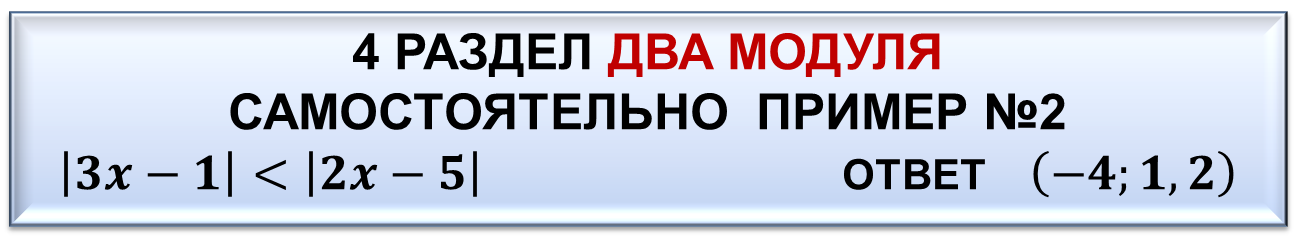 4 РАЗДЕЛ ДВА МОДУЛЯ
САМОСТОЯТЕЛЬНО ПРИМЕР №2
|3x − 1| < |2x − 5| ОТВЕТ (−4; 1, 2)